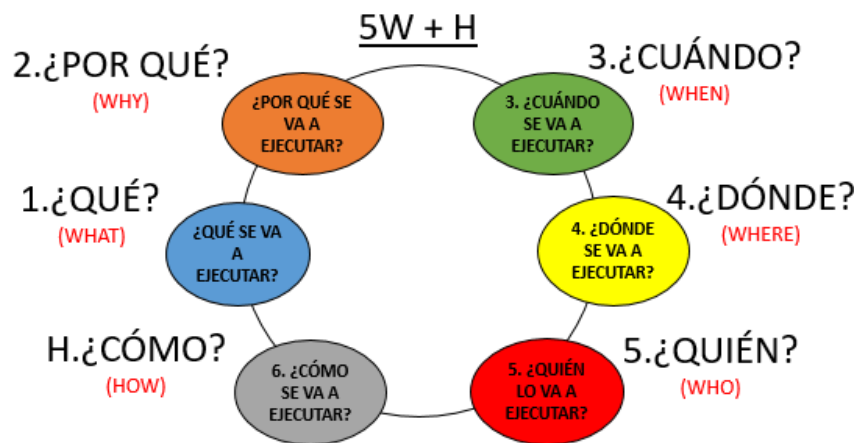 5W + H
2.¿POR QUÉ?
(WHY)
¿POR QUÉ SE
VA A
EJECUTAR?
3.¿CUÁNDO?
(WHEN)
3. ¿CUÁNDO
SE VA A
EJECUTAR?
1.¿QUÉ?
(WHAT)
¿QUÉ SE VA
A
EJECUTAR?
4.¿DÓNDE?
(WHERE)
4. ¿DÓNDE
SE VA A
EJECUTAR?
H.¿CÓMO?
(HOW)
6. ¿CÓMO
SE VA A
EJECUTAR?
5. ¿QUIÉN
LO VA A
EJECUTAR?
5.¿QUIÉN?
(WHO)